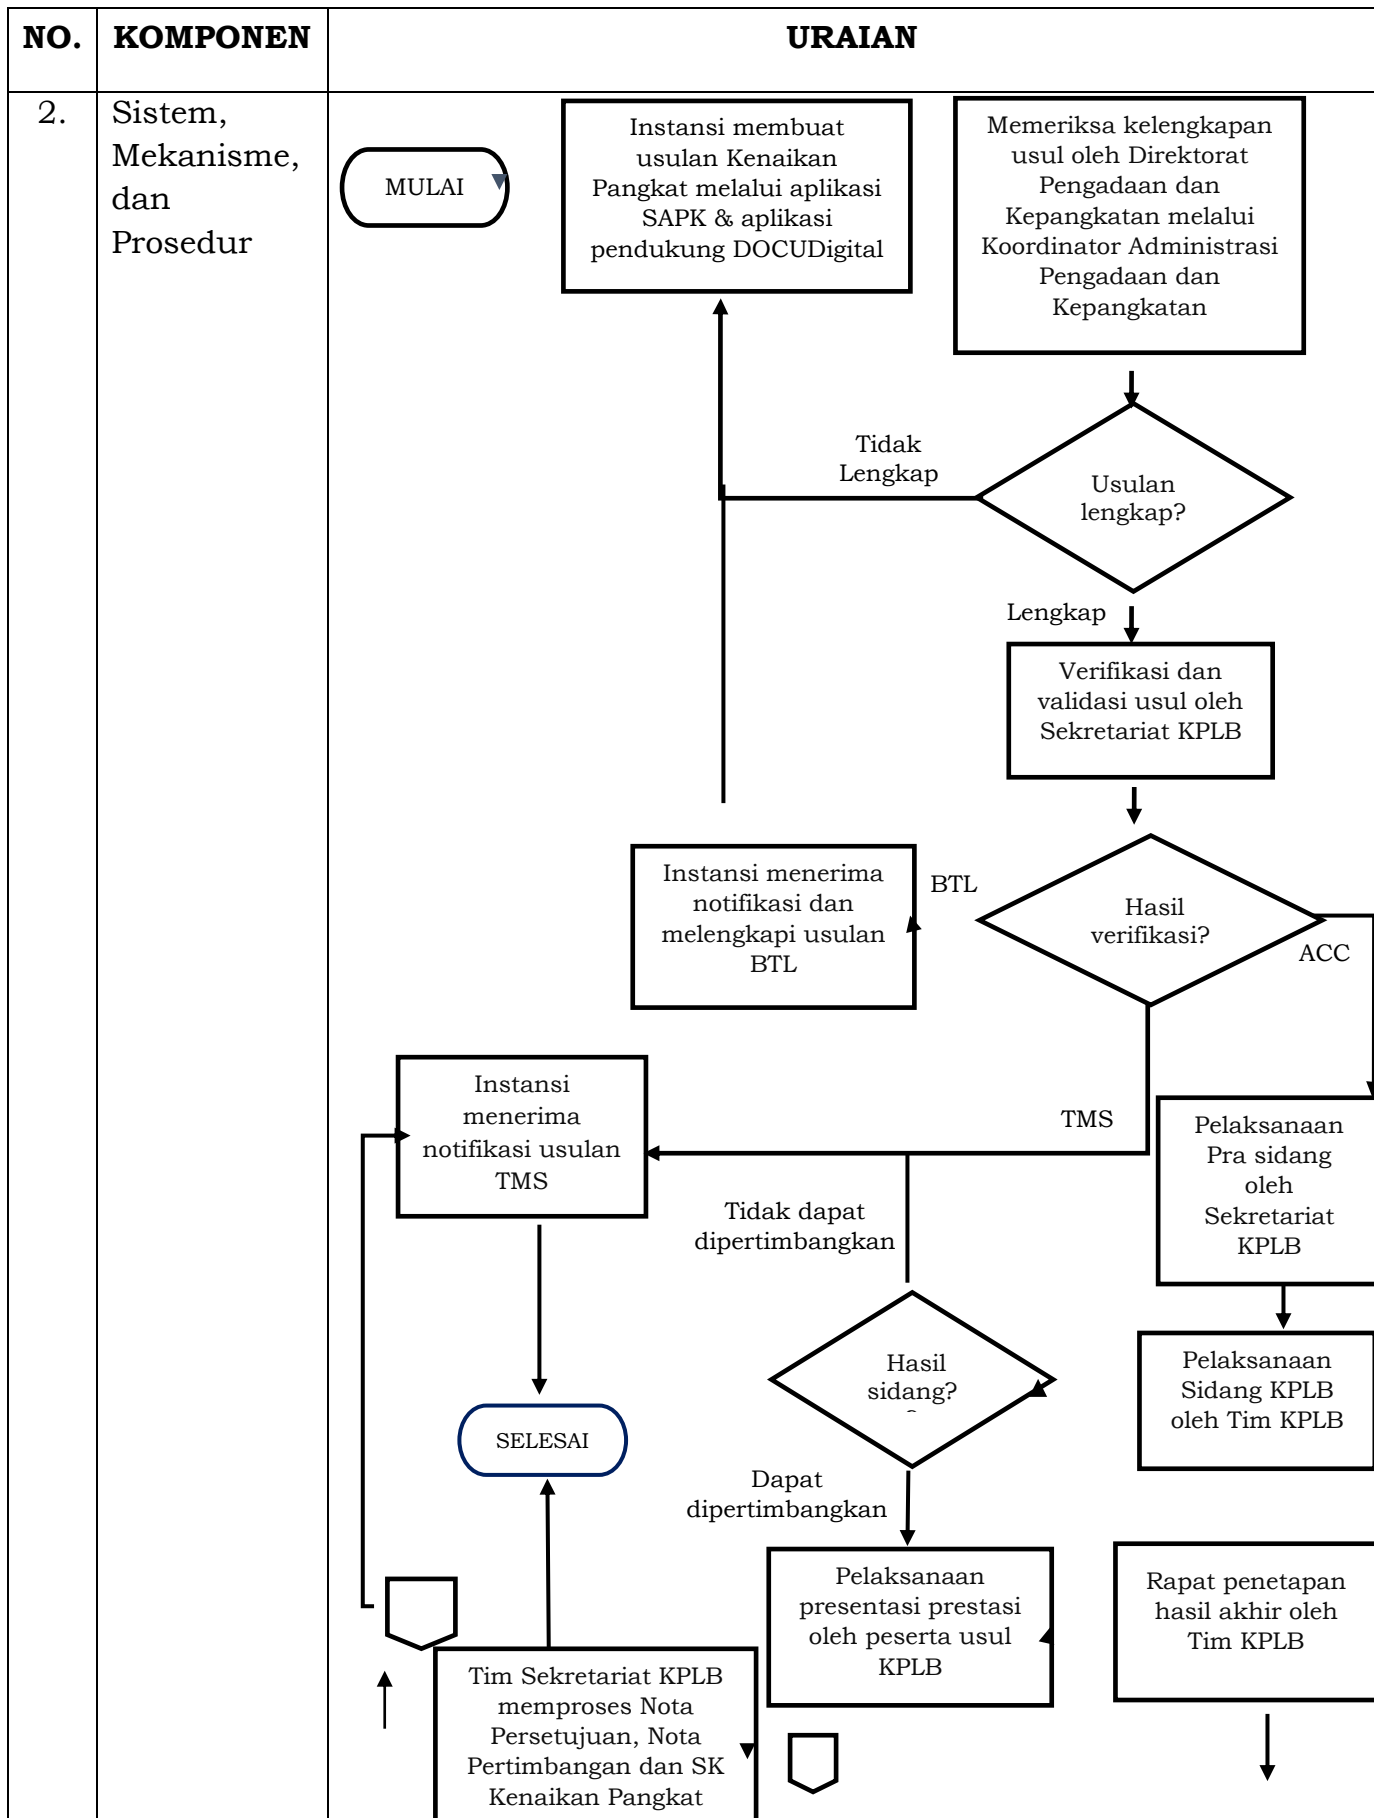 NO.
KOMPONEN
URAIAN
2.
Sistem,
Mekanisme,
dan
Prosedur
MULAI
Instansi membuat
usulan Kenaikan
Pangkat melalui aplikasi
SAPK & aplikasi
pendukung DOCUDigital
Memeriksa kelengkapan
usul oleh Direktorat
Pengadaan dan
Kepangkatan melalui
Koordinator Administrasi
Pengadaan dan
Kepangkatan
Tidak
Lengkap
Usulan
lengkap?
Lengkap
Verifikasi dan
validasi usul oleh
Sekretariat KPLB
Instansi menerima
notifikasi dan
melengkapi usulan
BTL
BTL
Hasil
verifikasi?
ACC
Instansi
menerima
notifikasi usulan
TMS
TMS
Pelaksanaan
Pra sidang
oleh
Sekretariat
KPLB
Tidak dapat
dipertimbangkan
Hasil
sidang?
Pelaksanaan
Sidang KPLB
oleh Tim KPLB
SELESAI
Dapat
dipertimbangkan
Pelaksanaan
presentasi prestasi
oleh peserta usul
KPLB
Rapat penetapan
hasil akhir oleh
Tim KPLB
Tim Sekretariat KPLB
memproses Nota
Persetujuan, Nota
Pertimbangan dan SK
Kenaikan Pangkat